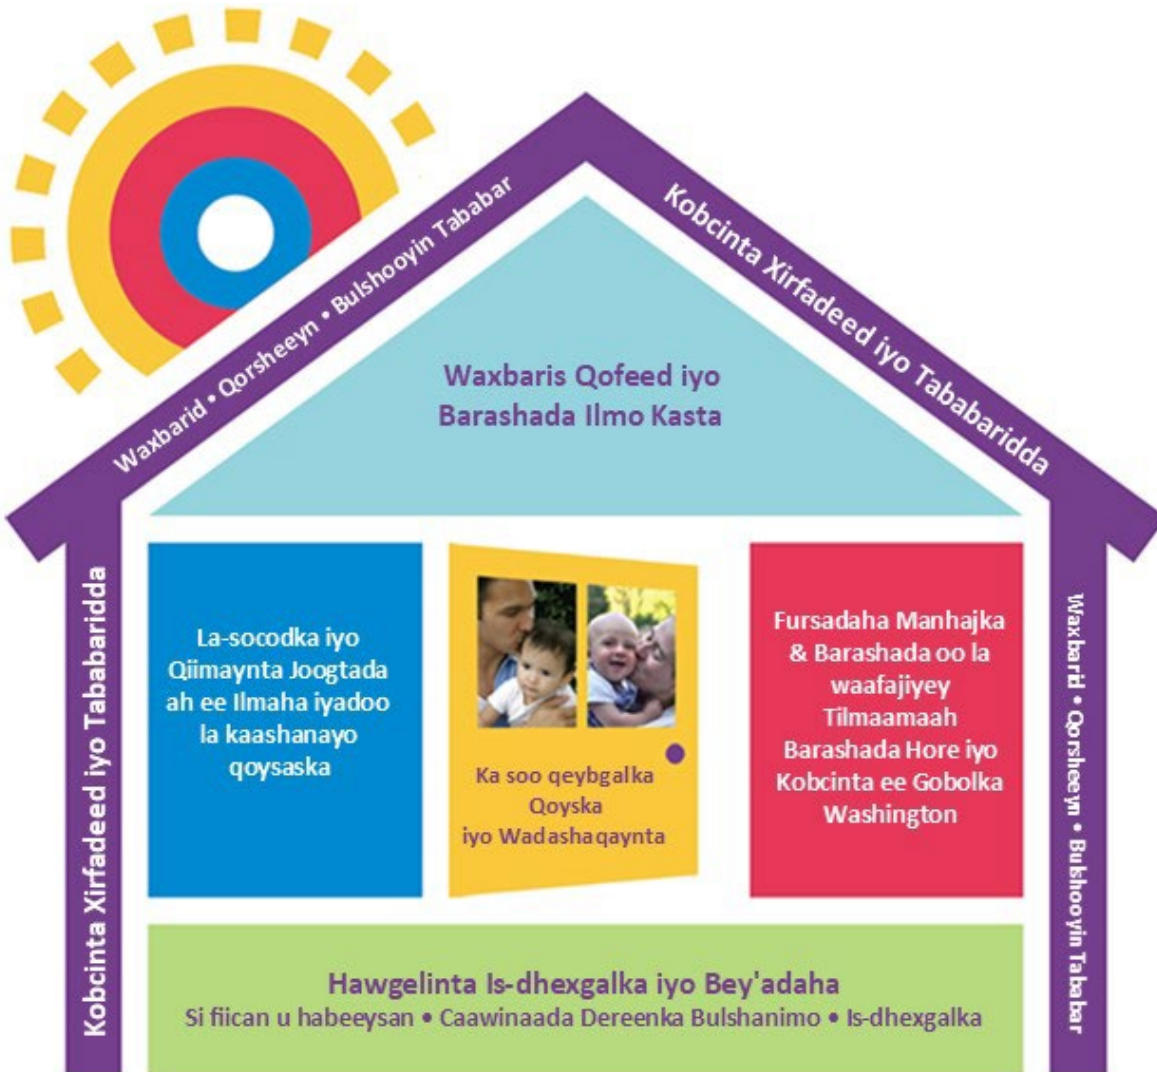 Waxbarid • Qorsheeyn • Bulshooyin Tababar
Kobcinta Xirfadeed iyo Tababaridda
Waxbaris Qofeed iyo
Barashada Ilmo Kasta
Kobcinta Xirfadeed iyo Tababaridda
La-socodka iyo
Qiimaynta Joogtada
ah ee Ilmaha iyadoo
la kaashanayo
qoysaska
Ka soo qeybgalka
Qoyska
iyo Wadashaqaynta
Fursadaha Manhajka
& Barashada oo la
waafajiyey
Tilmaamaah
Barashada Hore iyo
Kobcinta ee Gobolka
Washington
Waxbarid • Qorsheeyn • Bulshooyin Tababar
Hawgelinta Is-dhexgalka iyo Bey'adaha
Si fiican u habeeysan • Caawinaada Dereenka Bulshanimo • Is-dhexgalka